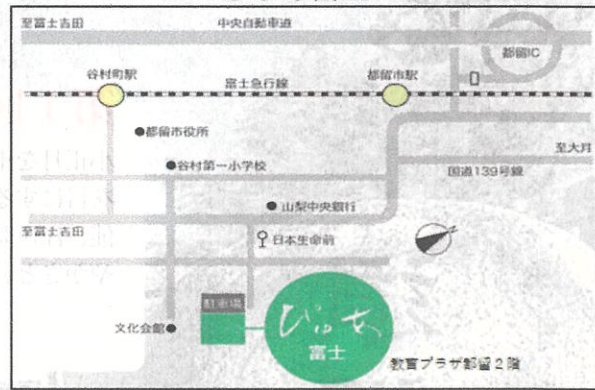 至富士吉田
中央自動車道
都留IC
谷村町駅
富士急行線
都留市駅
都留市役所
至大月
谷村第一小学校
国道139号線
山梨中央銀行
至富士吉田
日本生命前
駐車場
ぴゅあ
富士
文化会館
教育プラザ都留2階